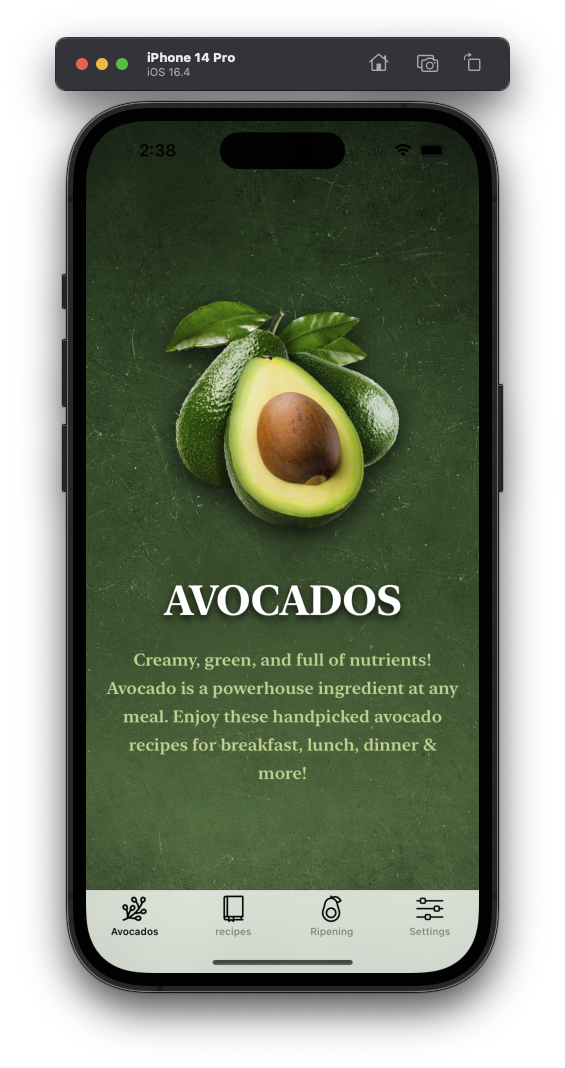 iPhone 14 Pro
iOS 16.4
2:38
AVOCADOS
Creamy, green, and full of nutrients!
Avocado is a powerhouse ingredient at any
meal. Enjoy these handpicked avocado
recipes for breakfast, lunch, dinner &
more!
Avocados
recipes
Ripening
Settings